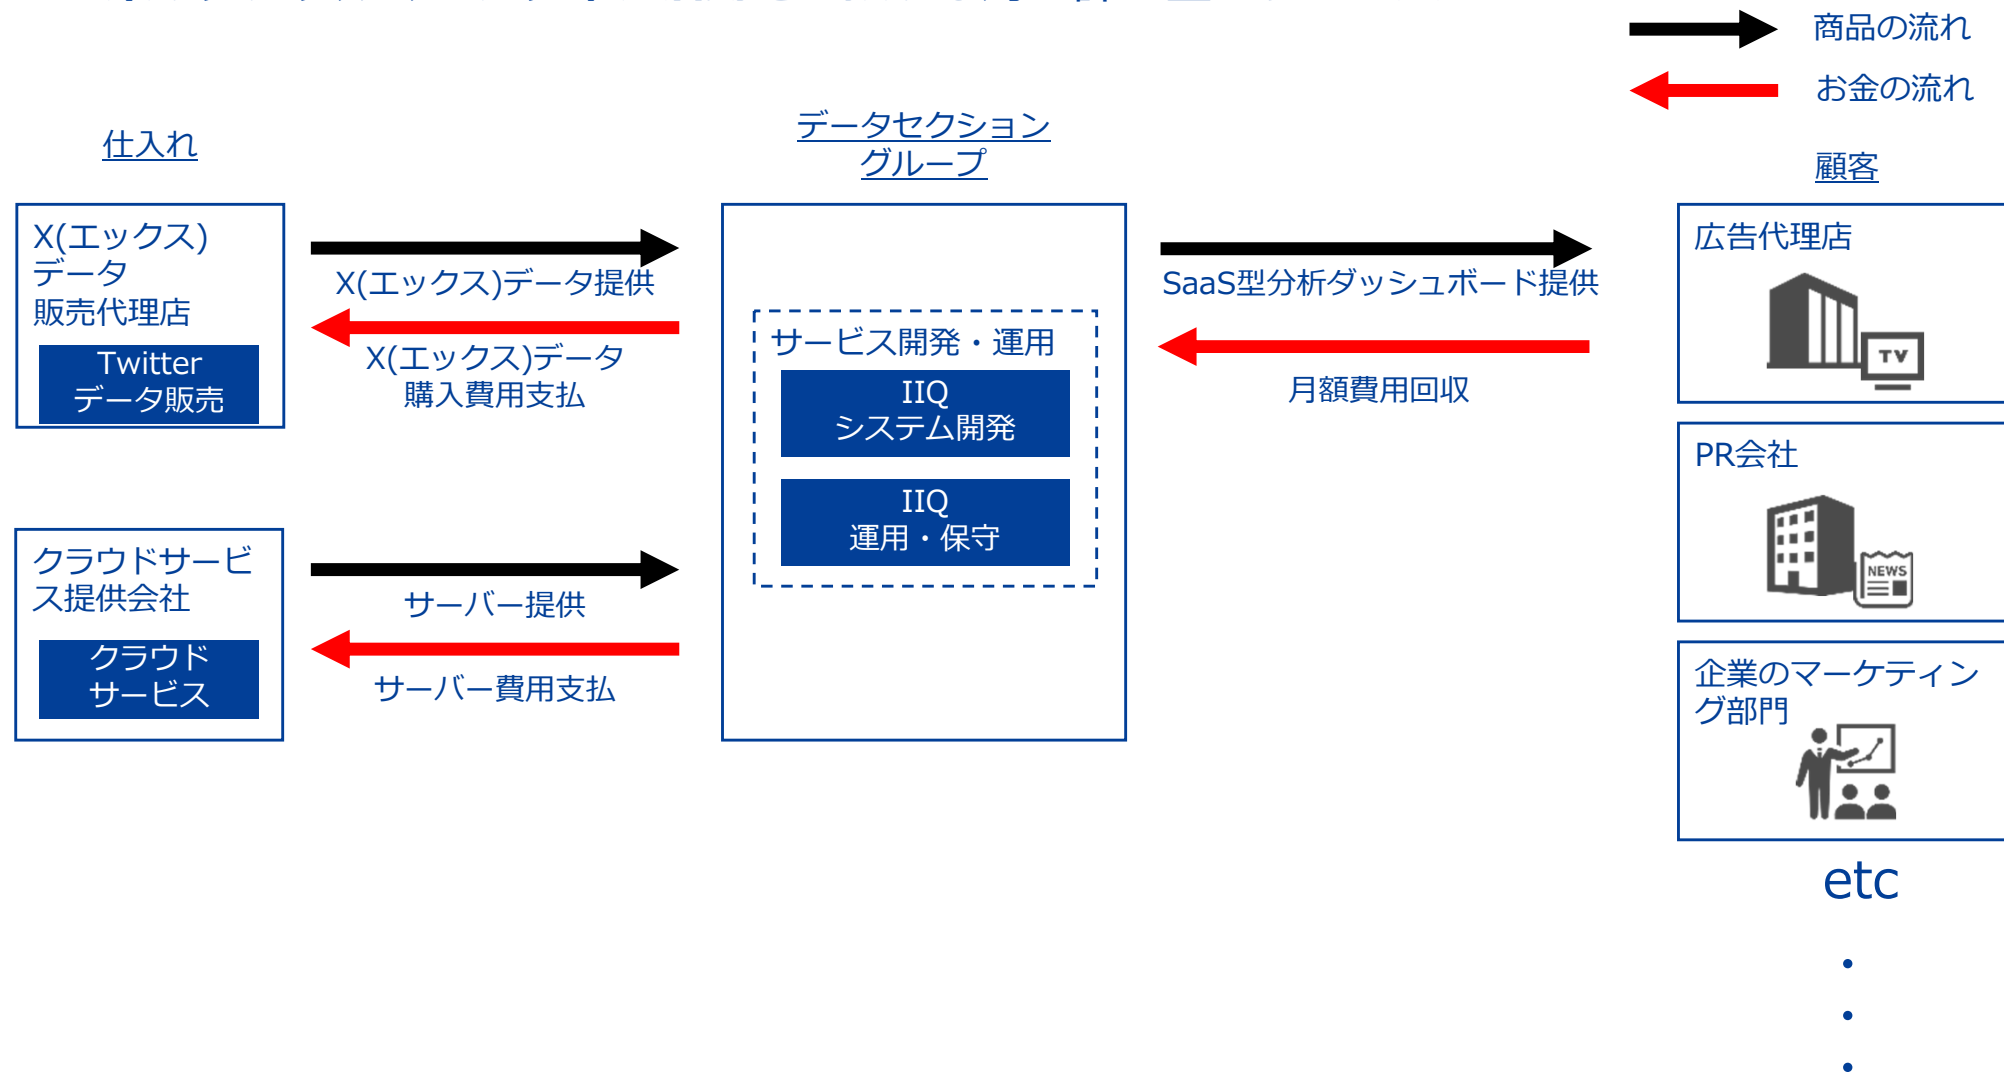 商品の流れ
お金の流れ
仕入れ
データセクション
グループ
顧客
X(エックス)
データ
販売代理店
Twitter
データ販売
X(エックス)データ提供
X(エックス)データ
購入費用支払
サービス開発・運用
IIQ
システム開発
IIQ
運用・保守
SaaS型分析ダッシュボード提供
月額費用回収
広告代理店
TV
PR会社
NEWS
クラウドサービ
ス提供会社
クラウド
サービス
サーバー提供
サーバー費用支払
企業のマーケティン
グ部門
etc
・
・
・